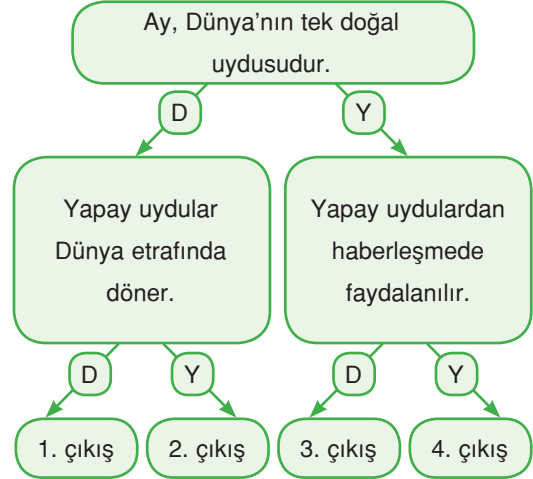 Ay, Dünya’nın tek doğal
uydusudur.
D
Y
Yapay uydular
Dünya etrafında
döner.
Yapay uydulardan
haberleşmede
faydalanılır.
D
Y
D
Y
1. çıkış
2. çıkış
3. çıkış
4. çıkış